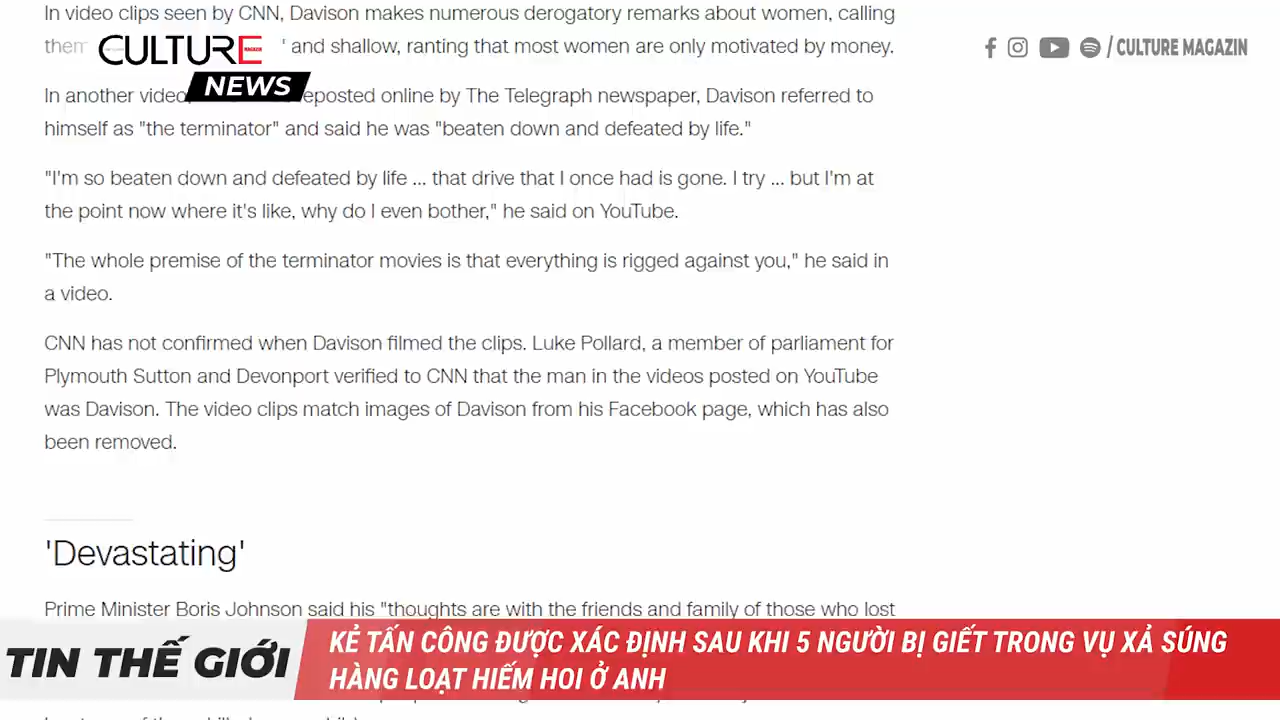 In video clips seen by CNN, Davison makes numerous derogatory remarks about women, calling
them " and shallow, ranting that most women are only motivated by money.
CULTURE
MAGAZIN
NEWS
/ CULTURE MAGAZIN
In another video, reposted online by The Telegraph newspaper, Davison referred to
himself as "the terminator" and said he was "beaten down and defeated by life."
"I'm so beaten down and defeated by life ... that drive that I once had is gone. I try ... but I'm at
the point now where it's like, why do I even bother," he said on YouTube.
"The whole premise of the terminator movies is that everything is rigged against you," he said in
a video.
CNN has not confirmed when Davison filmed the clips. Luke Pollard, a member of parliament for
Plymouth Sutton and Devonport verified to CNN that the man in the videos posted on YouTube
was Davison. The video clips match images of Davison from his Facebook page, which has also
been removed.
'Devastating'
Prime Minister Boris Johnson said his "thoughts are with the friends and family of those who lost
TIN THẾ GIỚI
KẺ TẤN CÔNG ĐƯỢC XÁC ĐỊNH SAU KHI 5 NGƯỜI BỊ GIẾT TRONG VỤ XẢ SÚNG
HÀNG LOẠT HIẾM HOI Ở ANH